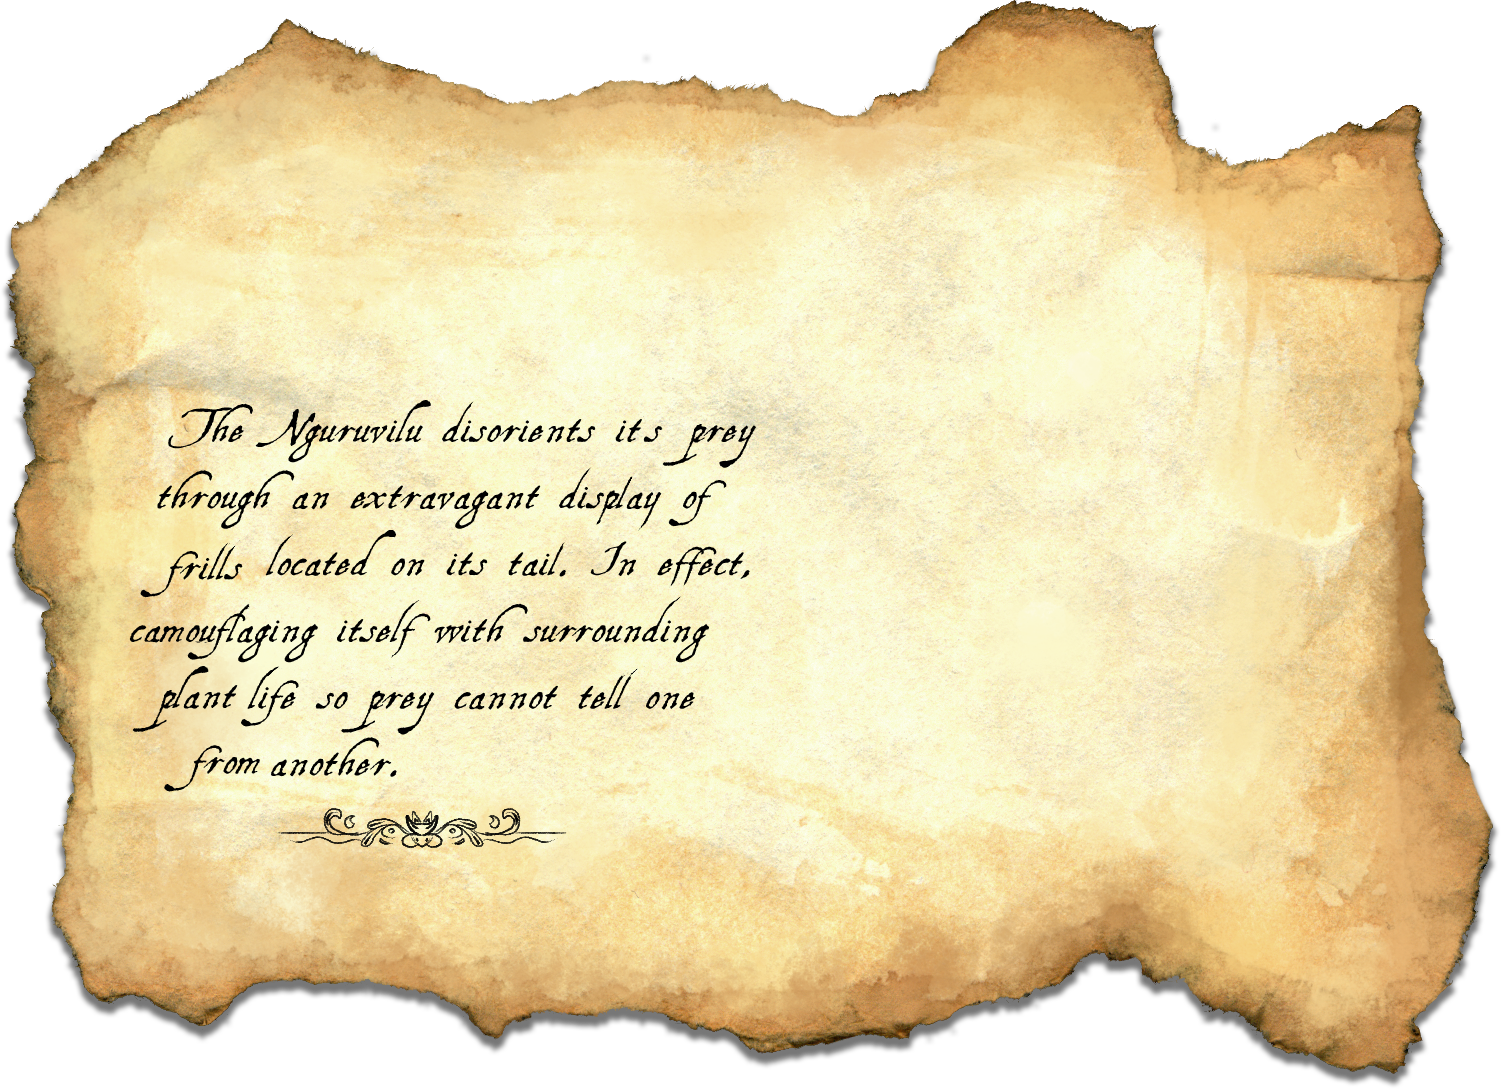 The Nguruvilu disorients its prey
through an extravagant display of
frills located on its tail. In effect,
camouflaging itself with surrounding
plant life so prey cannot tell one
from another.